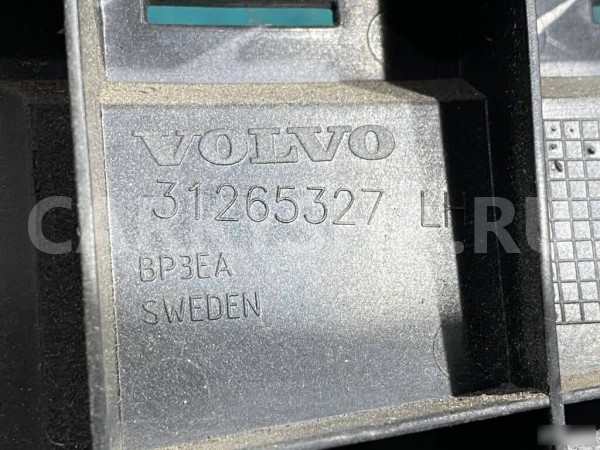 VOLVO
31265327 LH
BP3EA
SWEDEN